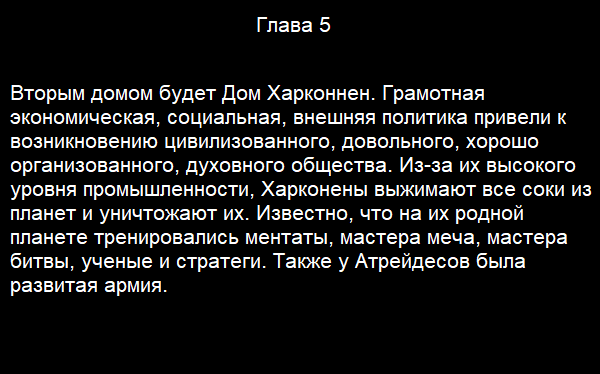 Глава 5
Вторым домом будет Дом Харконнен. Грамотная
экономическая, социальная, внешняя политика привели к
возникновению цивилизованного, довольного, хорошо
организованного, духовного общества. Из-за их высокого
уровня промышленности, Харконены выжимают все соки из
планет и уничтожают их. Известно, что на их родной
планете тренировались ментаты, мастера меча, мастера
битвы, ученые и стратеги. Также у Атрейдесов была
развитая армия.